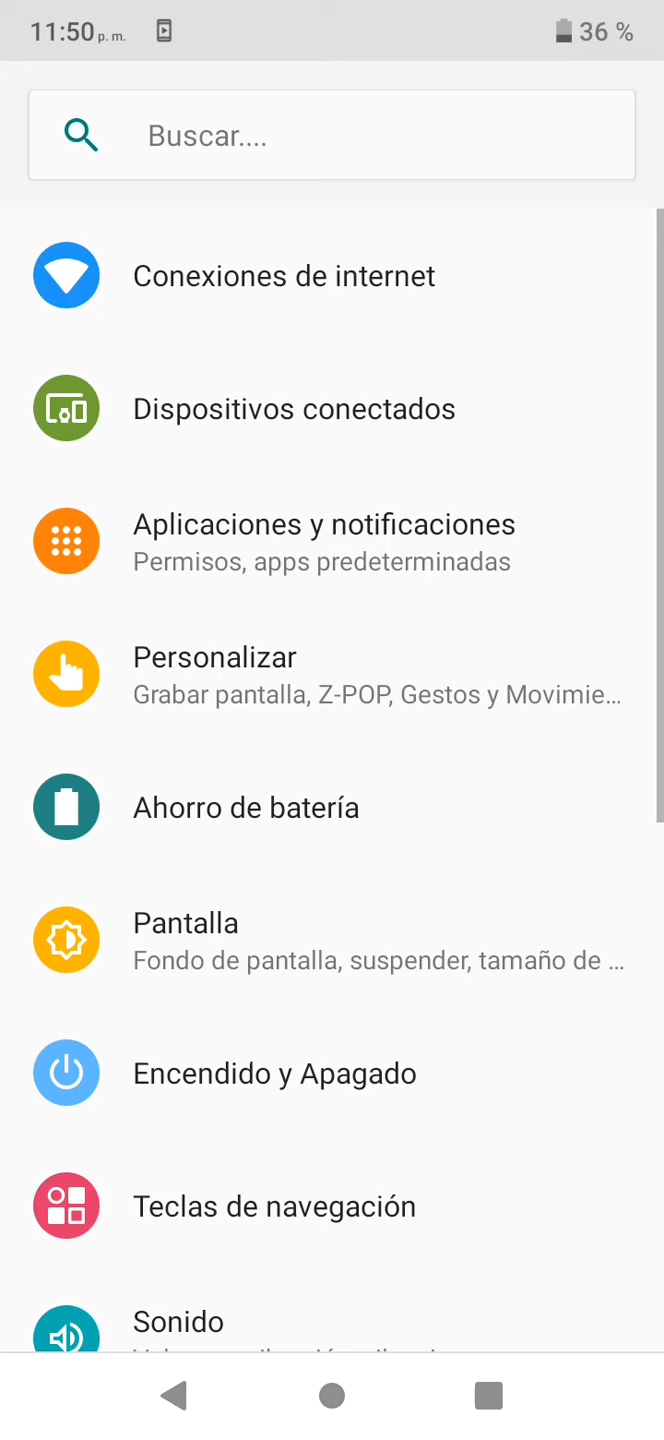 11:50 p. m.
36 %
Buscar....
Conexiones de internet
Dispositivos conectados
Aplicaciones y notificaciones
Permisos, apps predeterminadas
Personalizar
Grabar pantalla, Z-POP, Gestos y Movimie...
Ahorro de batería
Pantalla
Fondo de pantalla, suspender, tamaño de ...
Encendido y Apagado
Teclas de navegación
Sonido